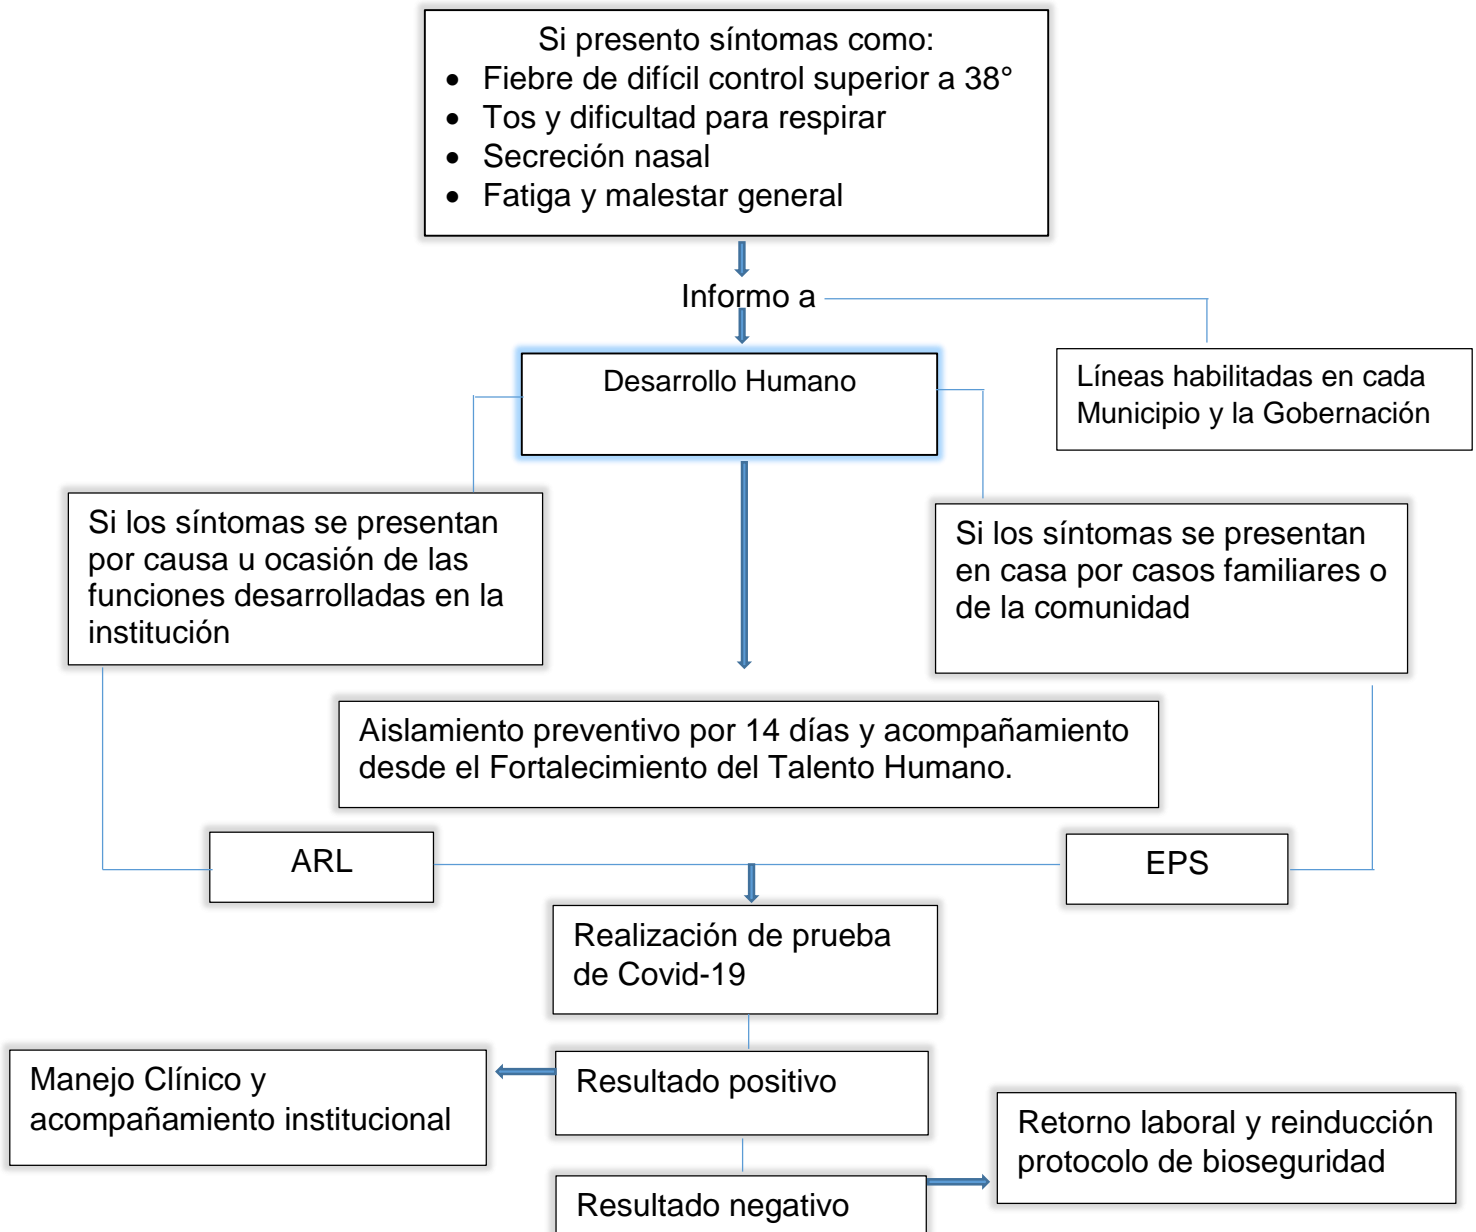 Si presento síntomas como:
• Fiebre de difícil control superior a 38°
• Tos y dificultad para respirar
• Secreción nasal
• Fatiga y malestar general
Informo a
Desarrollo Humano
Líneas habilitadas en cada
Municipio y la Gobernación
Si los síntomas se presentan
por causa u ocasión de las
funciones desarrolladas en la
institución
Si los síntomas se presentan
en casa por casos familiares o
de la comunidad
Aislamiento preventivo por 14 días y acompañamiento
desde el Fortalecimiento del Talento Humano.
ARL
EPS
Realización de prueba
de Covid-19
Manejo Clínico y
acompañamiento institucional
Resultado positivo
Retorno laboral y reinducción
protocolo de bioseguridad
Resultado negativo